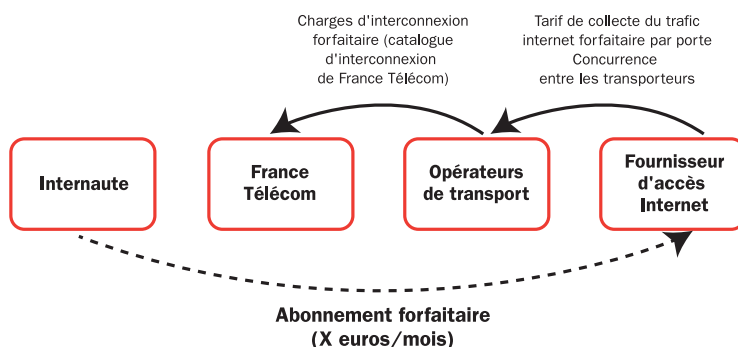 Charges d'interconnexion
forfaitaire (catalogue
d'interconnexion
de France Télécom)
Tarif de collecte du trafic
internet forfaitaire par porte
Concurrence
entre les transporteurs
Internaute
France
Télécom
Opérateurs
de transport
Fournisseur
d'accès
Internet
Abonnement forfaitaire
(X euros/mois)